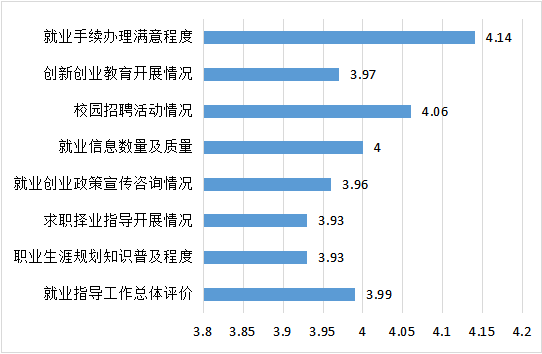 就业手续办理满意程度 4.14
创新创业教育开展情况 3.97
校园招聘活动情况 4.06
就业信息数量及质量 4
就业创业政策宣传咨询情况 3.96
求职择业指导开展情况 3.93
职业生涯规划知识普及程度 3.93
就业指导工作总体评价 3.99
3.8 3.85 3.9 3.95 4 4.05 4.1 4.15 4.2